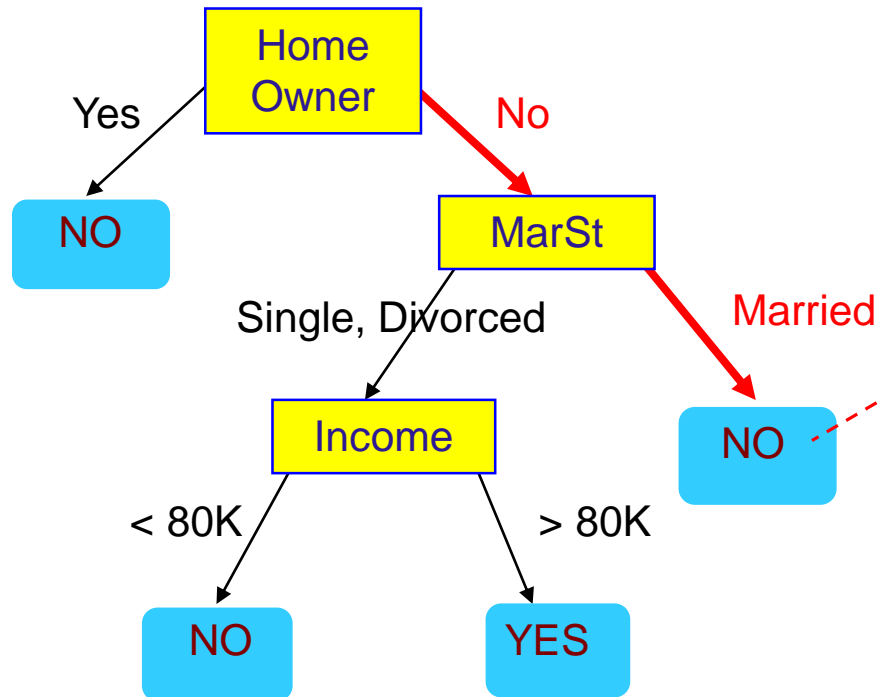 Home
Owner
Yes
No
NO
MarSt
Single, Divorced
Married
Income
NO
< 80K
> 80K
NO
YES